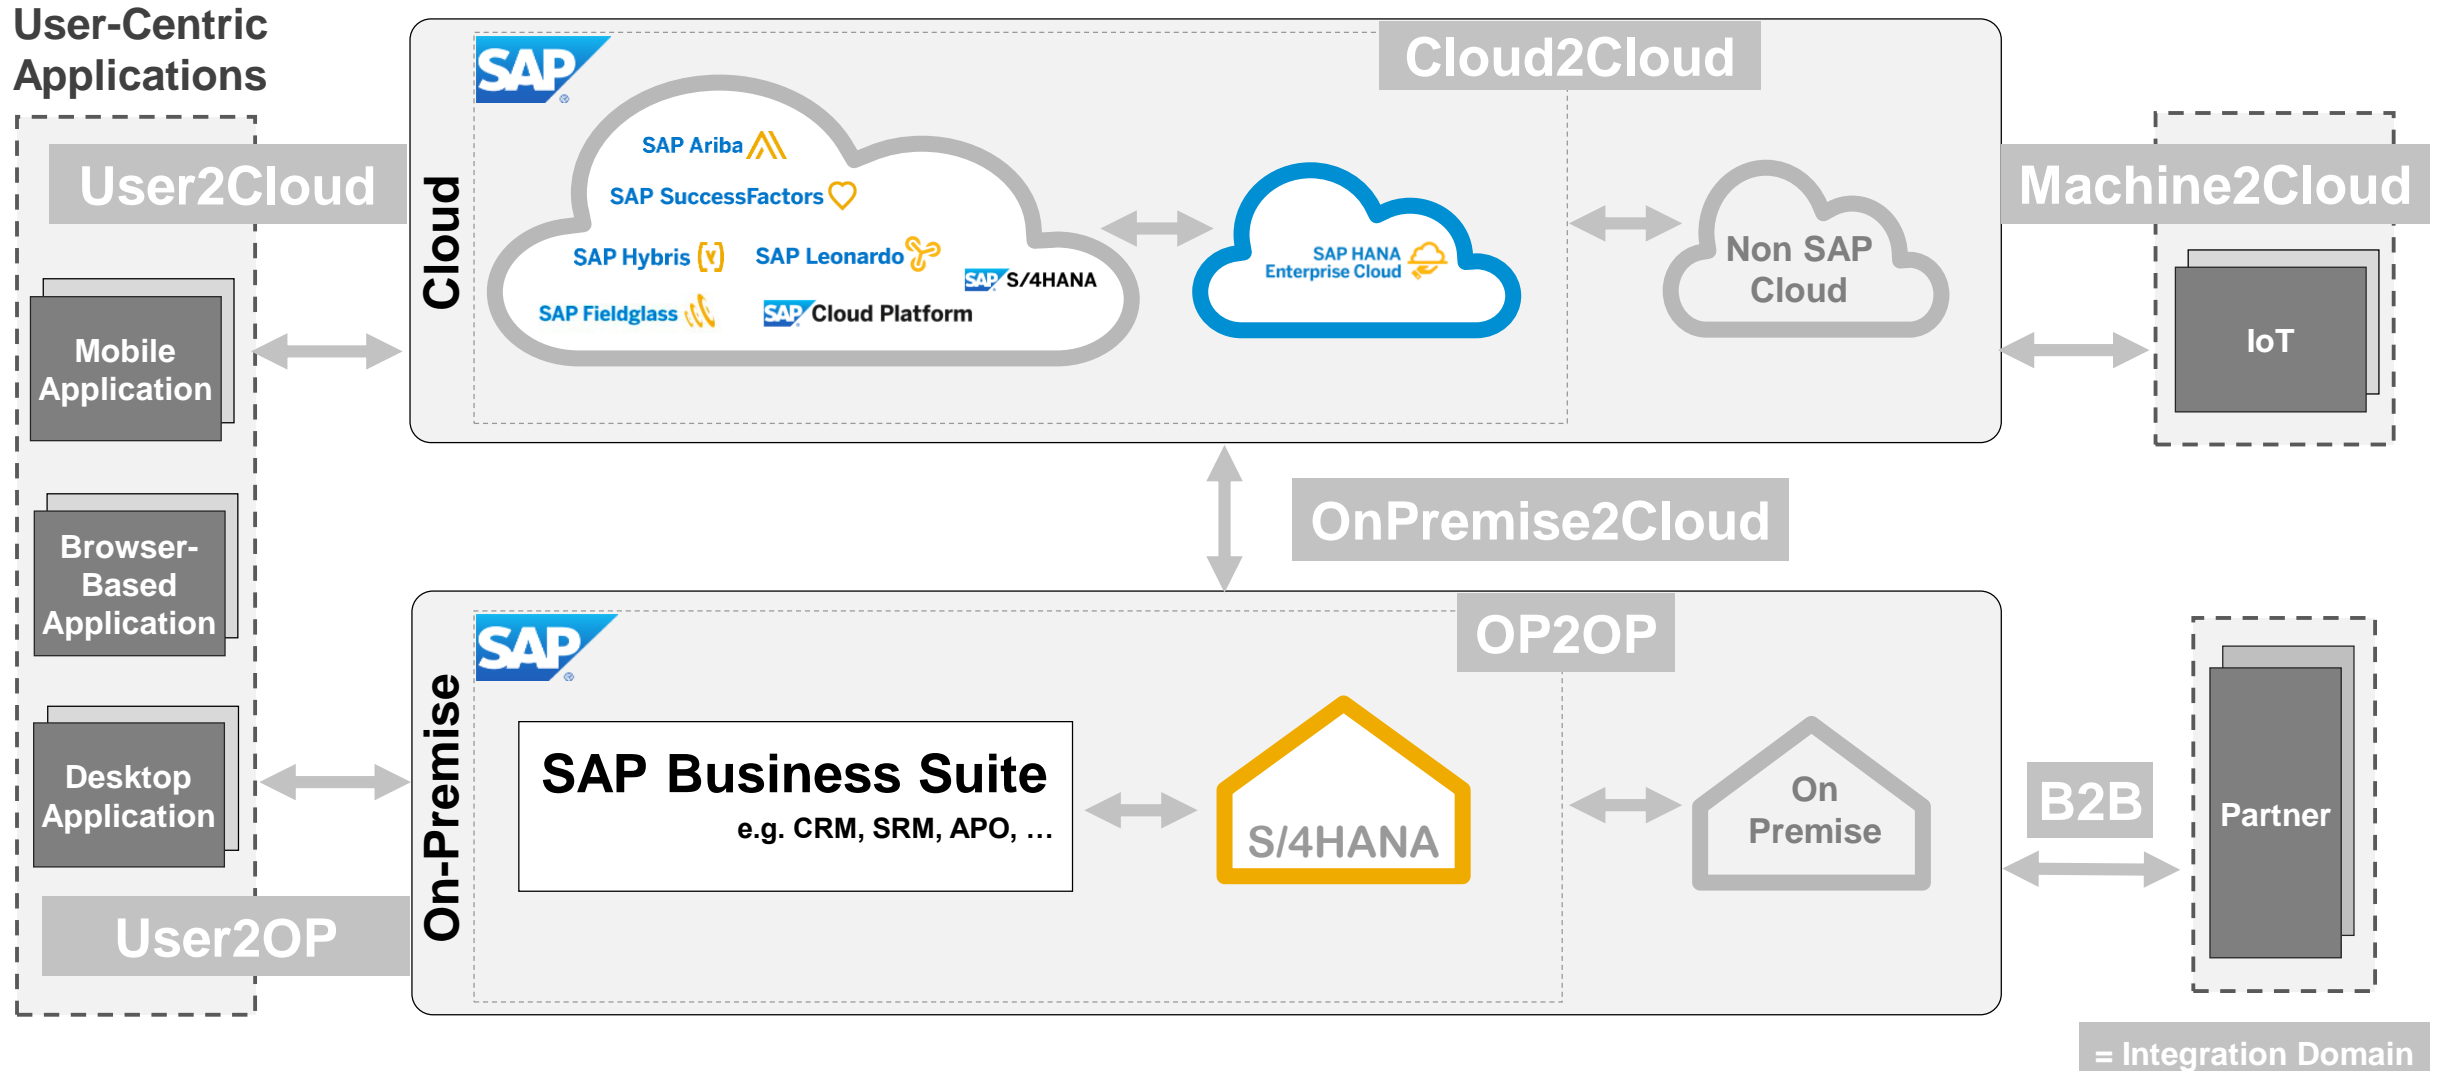 User-Centric
Applications
User2Cloud
Mobile
Application
Browser-
Based
Application
Desktop
Application
User2OP
Cloud
SAP
®
Cloud2Cloud
SAP Ariba
SAP SuccessFactors
SAP Hybris
SAP Leonardo
SAP S/4HANA
SAP Fieldglass
SAP Cloud Platform
SAP HANA
Enterprise Cloud
Non SAP
Cloud
Machine2Cloud
IoT
OnPremise2Cloud
On-Premise
SAP
®
OP2OP
SAP Business Suite
e.g. CRM, SRM, APO, …
S/4HANA
On
Premise
B2B
Partner
= Integration Domain